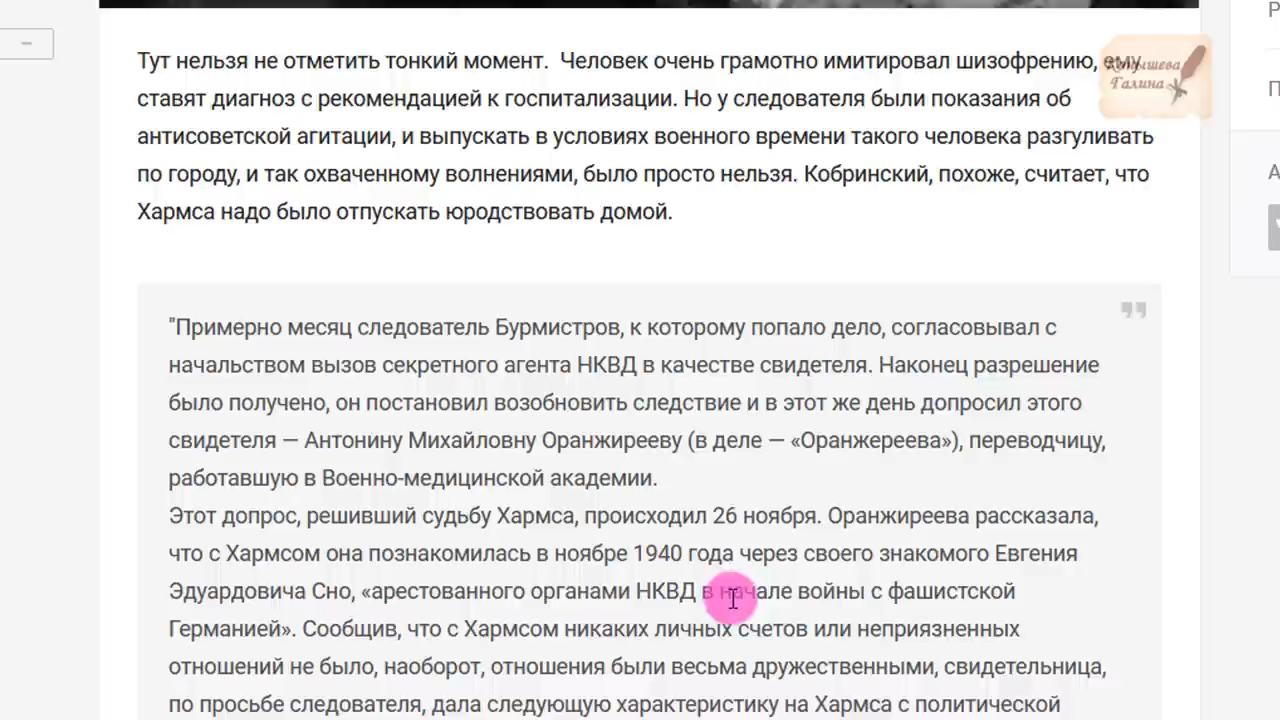 Тут нельзя не отметить тонкий момент.  Человек очень грамотно имитировал шизофрению, ему
ставят диагноз с рекомендацией к госпитализации. Но у следователя были показания об
антисоветской агитации, и выпускать в условиях военного времени такого человека разгуливать
по городу, и так охваченному волнениями, было просто нельзя. Кобринский, похоже, считает, что
Хармса надо было отпускать юродствовать домой.
"Примерно месяц следователь Бурмистров, к которому попало дело, согласовывал с
начальством вызов секретного агента НКВД в качестве свидетеля. Наконец разрешение
было получено, он постановил возобновить следствие и в этот же день допросил этого
свидетеля — Антонину Михайловну Оранжирееву (в деле — «Оранжереева»), переводчицу,
работавшую в Военно-медицинской академии.
Этот допрос, решивший судьбу Хармса, происходил 26 ноября. Оранжиреева рассказала,
что с Хармсом она познакомилась в ноябре 1940 года через своего знакомого Евгения
Эдуардовича Сно, «арестованного органами НКВД в начале войны с фашистской
Германией». Сообщив, что с Хармсом никаких личных счетов или неприязненных
отношений не было, наоборот, отношения были весьма дружественными, свидетельница,
по просьбе следователя, дала следующую характеристику на Хармса с политической
Галина